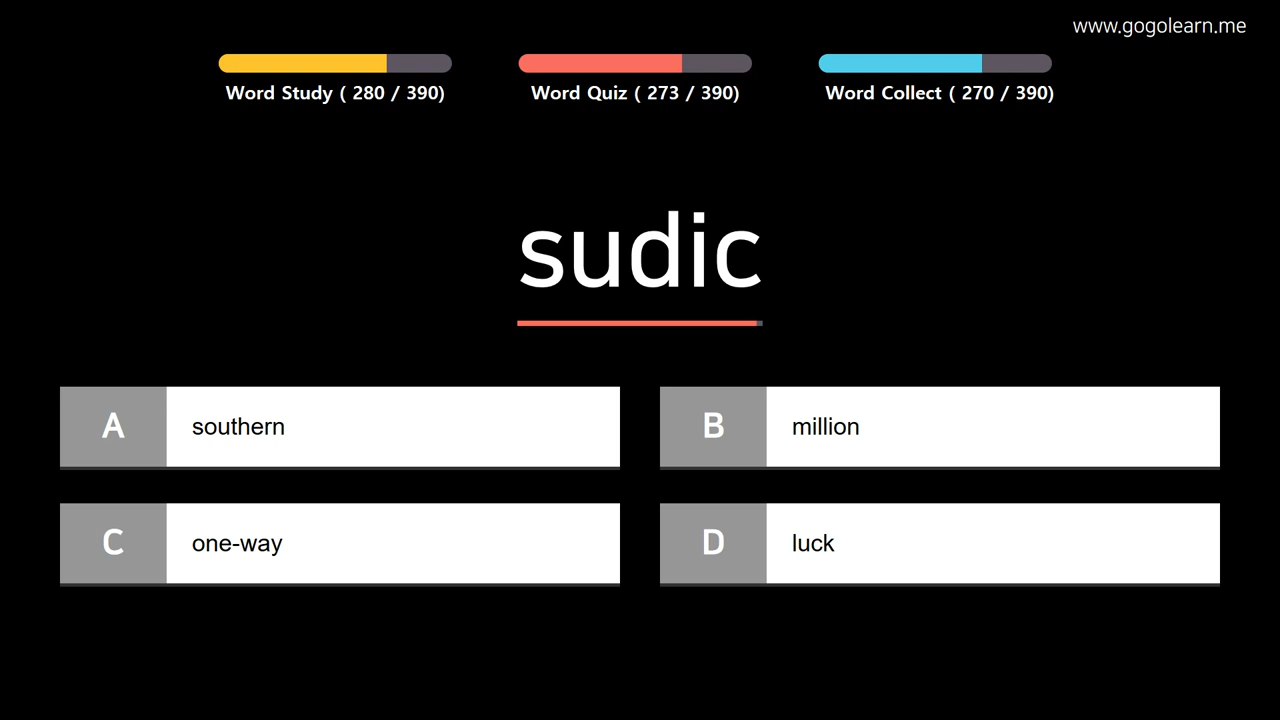 www.gogolearn.me
Word Study ( 280 / 390)
Word Quiz ( 273 / 390)
Word Collect ( 270 / 390)
sudic
A southern
B million
C one-way
D luck